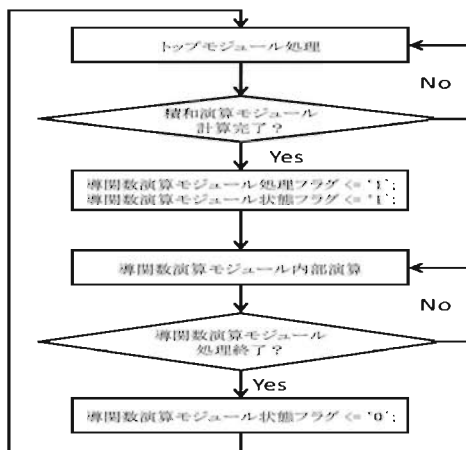 トップモジュール処理
No
積和演算モジュール
計算完了？
Yes
導関数演算モジュール処理フラグ <= '1';
導関数演算モジュール状態フラグ <= '1';
導関数演算モジュール内部演算
No
導関数演算モジュール
処理終了？
Yes
導関数演算モジュール状態フラグ <= '0';